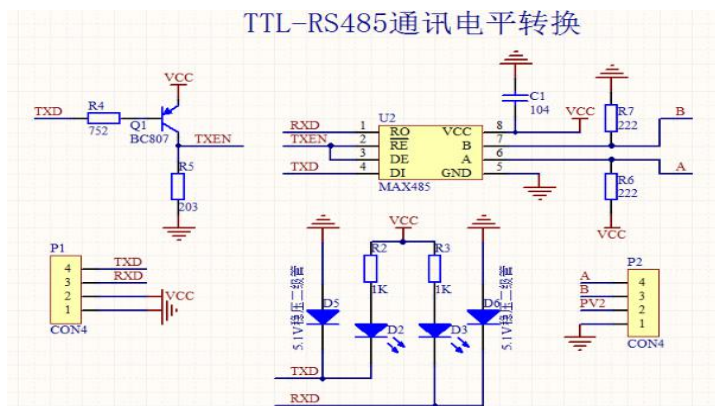 TTL-RS485通讯电平转换
VCC
TXD
R4
752
Q1
BC807
TXEN
R5
203
C1
104
VCC
R7
222
B
U2
RXD
1
RO
VCC
8
TXEN
2
RE
B
7
3
DE
A
6
TXD
4
DI
GND
5
MAX485
A
R6
222
VCC
P1
4
TXD
3
RXD
2
VCC
1
CON4
VCC
R2
R3
1K
1K
5.1V稳压二级管
D5
D2
D3
D6
5.1V稳压二级管
TXD
RXD
P2
A
4
B
3
PV2
2
1
CON4